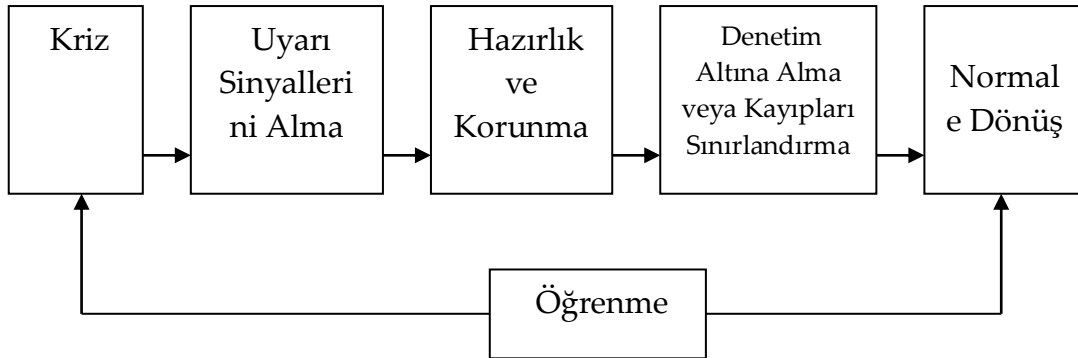 Kriz
Uyarı
Sinyalleri
ni Alma
Hazırlık
ve
Korunma
Denetim
Altına Alma
veya Kayıpları
Sınırlandırma
Normal
e Dönüş
Öğrenme